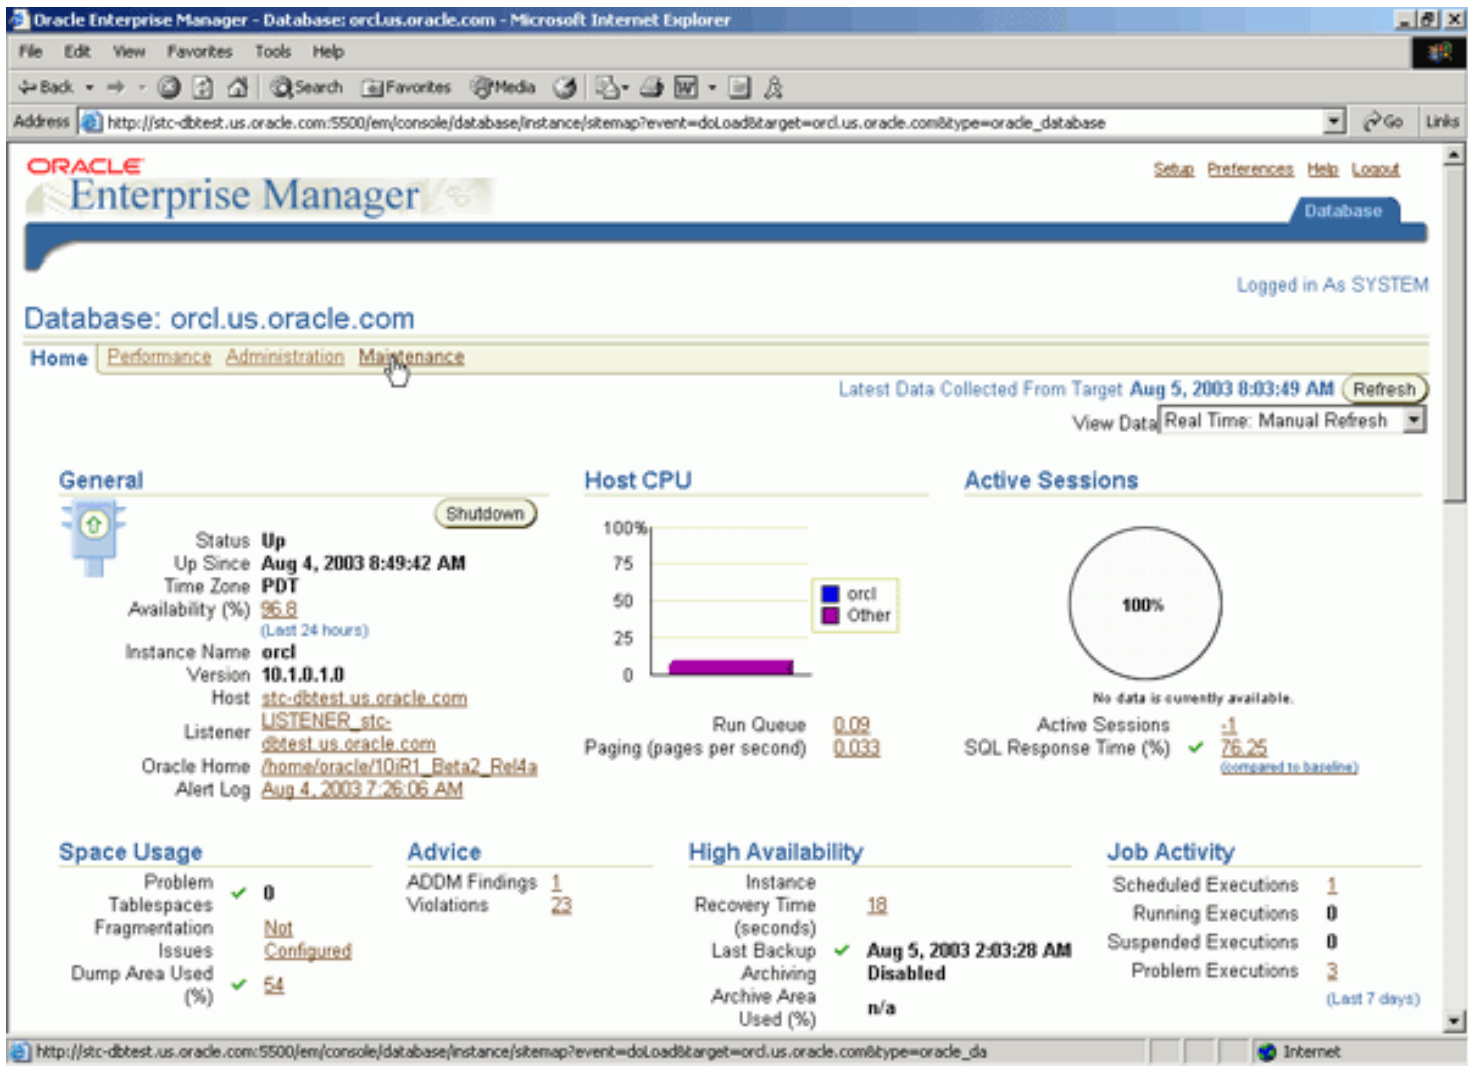 Oracle Enterprise Manager - Database: orcl.us.oracle.com - Microsoft Internet Explorer
File Edit View Favorites Tools Help
Back Search Favorites Media
Address http://stc-dbtest.us.oracle.com:5500/em/console/database/instance/sitemap?event=doLoad&target=orcl.us.oracle.com&type=oracle_database Go Links
ORACLE
Enterprise Manager
Setup Preferences Help Logout
Database
Logged in As SYSTEM
Database: orcl.us.oracle.com
Home Performance Administration Maintenance
Latest Data Collected From Target Aug 5, 2003 8:03:49 AM Refresh
View Data Real Time: Manual Refresh
General
Shutdown
Status Up
Up Since Aug 4, 2003 8:49:42 AM
Time Zone PDT
Availability (%) 96.8
(Last 24 hours)
Instance Name orcl
Version 10.1.0.1.0
Host stc-dbtest.us.oracle.com
Listener LISTENER_stc-
dbtest.us.oracle.com
Oracle Home /home/oracle/10iR1_Beta2_Rel4a
Alert Log Aug 4, 2003 7:26:06 AM
Host CPU
100%
75
50
25
0
orcl
Other
Run Queue 0.09
Paging (pages per second) 0.033
Active Sessions
100%
No data is currently available.
Active Sessions -1
SQL Response Time (%) 76.25
(compared to baseline)
Space Usage
Problem
Tablespaces 0
Fragmentation Not
Issues Configured
Dump Area Used
(%) 54
Advice
ADDM Findings 1
Violations 23
High Availability
Instance
Recovery Time 18
(seconds)
Last Backup Aug 5, 2003 2:03:28 AM
Archiving Disabled
Archive Area
Used (%) n/a
Job Activity
Scheduled Executions 1
Running Executions 0
Suspended Executions 0
Problem Executions 3
(Last 7 days)
http://stc-dbtest.us.oracle.com:5500/em/console/database/instance/sitemap?event=doLoad&target=orcl.us.oracle.com&type=oracle_da Internet